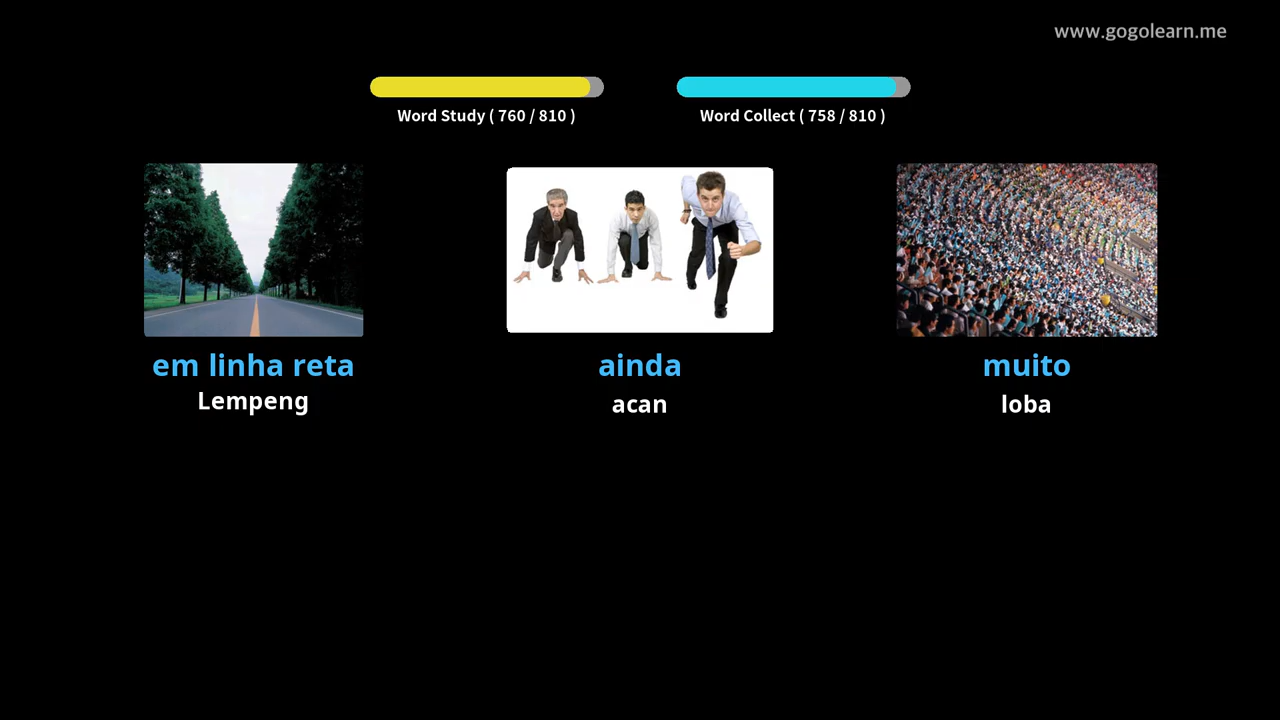 www.gogolearn.me
Word Study ( 760 / 810 )
Word Collect ( 758 / 810 )
em linha reta
Lempeng
ainda
acan
muito
loba